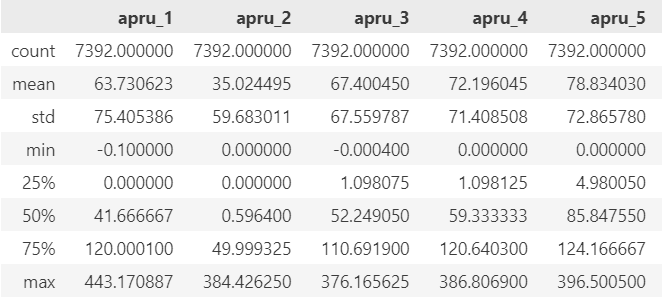 apru_1 apru_2 apru_3 apru_4 apru_5
count 7392.000000 7392.000000 7392.000000 7392.000000 7392.000000
mean 63.730623 35.024495 67.400450 72.196045 78.834030
std 75.405386 59.683011 67.559787 71.408508 72.865780
min -0.100000 0.000000 -0.000400 0.000000 0.000000
25% 0.000000 0.000000 1.098075 1.098125 4.980050
50% 41.666667 0.596400 52.249050 59.333333 85.847550
75% 120.000100 49.999325 110.691900 120.640300 124.166667
max 443.170887 384.426250 376.165625 386.806900 396.500500